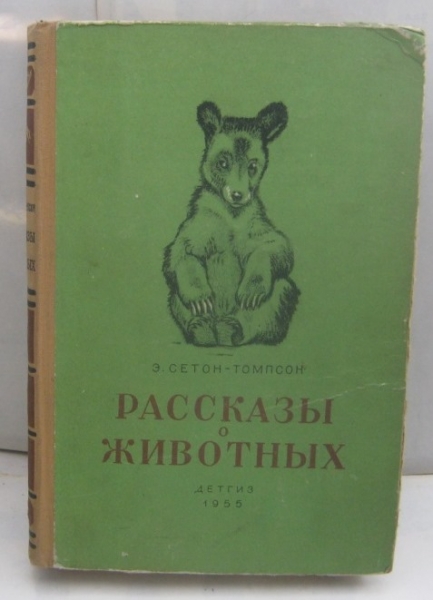 Э. СЕТОН-ТОМПСОН
РАССКАЗЫ
О
ЖИВОТНЫХ
ДЕТГИЗ
1955